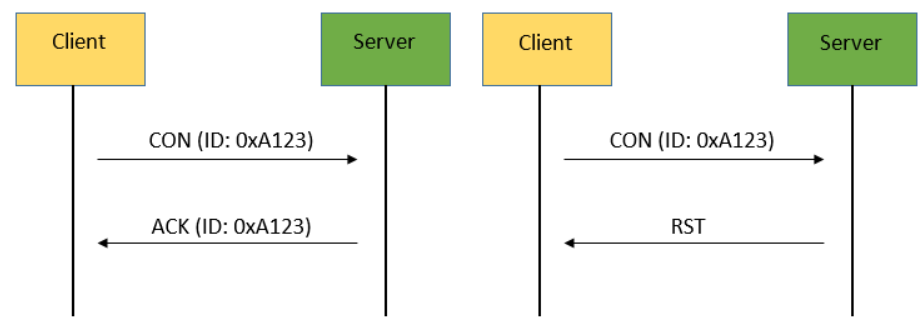 Client
Server
Client
Server
CON (ID: 0xA123)
CON (ID: 0xA123)
ACK (ID: 0xA123)
RST